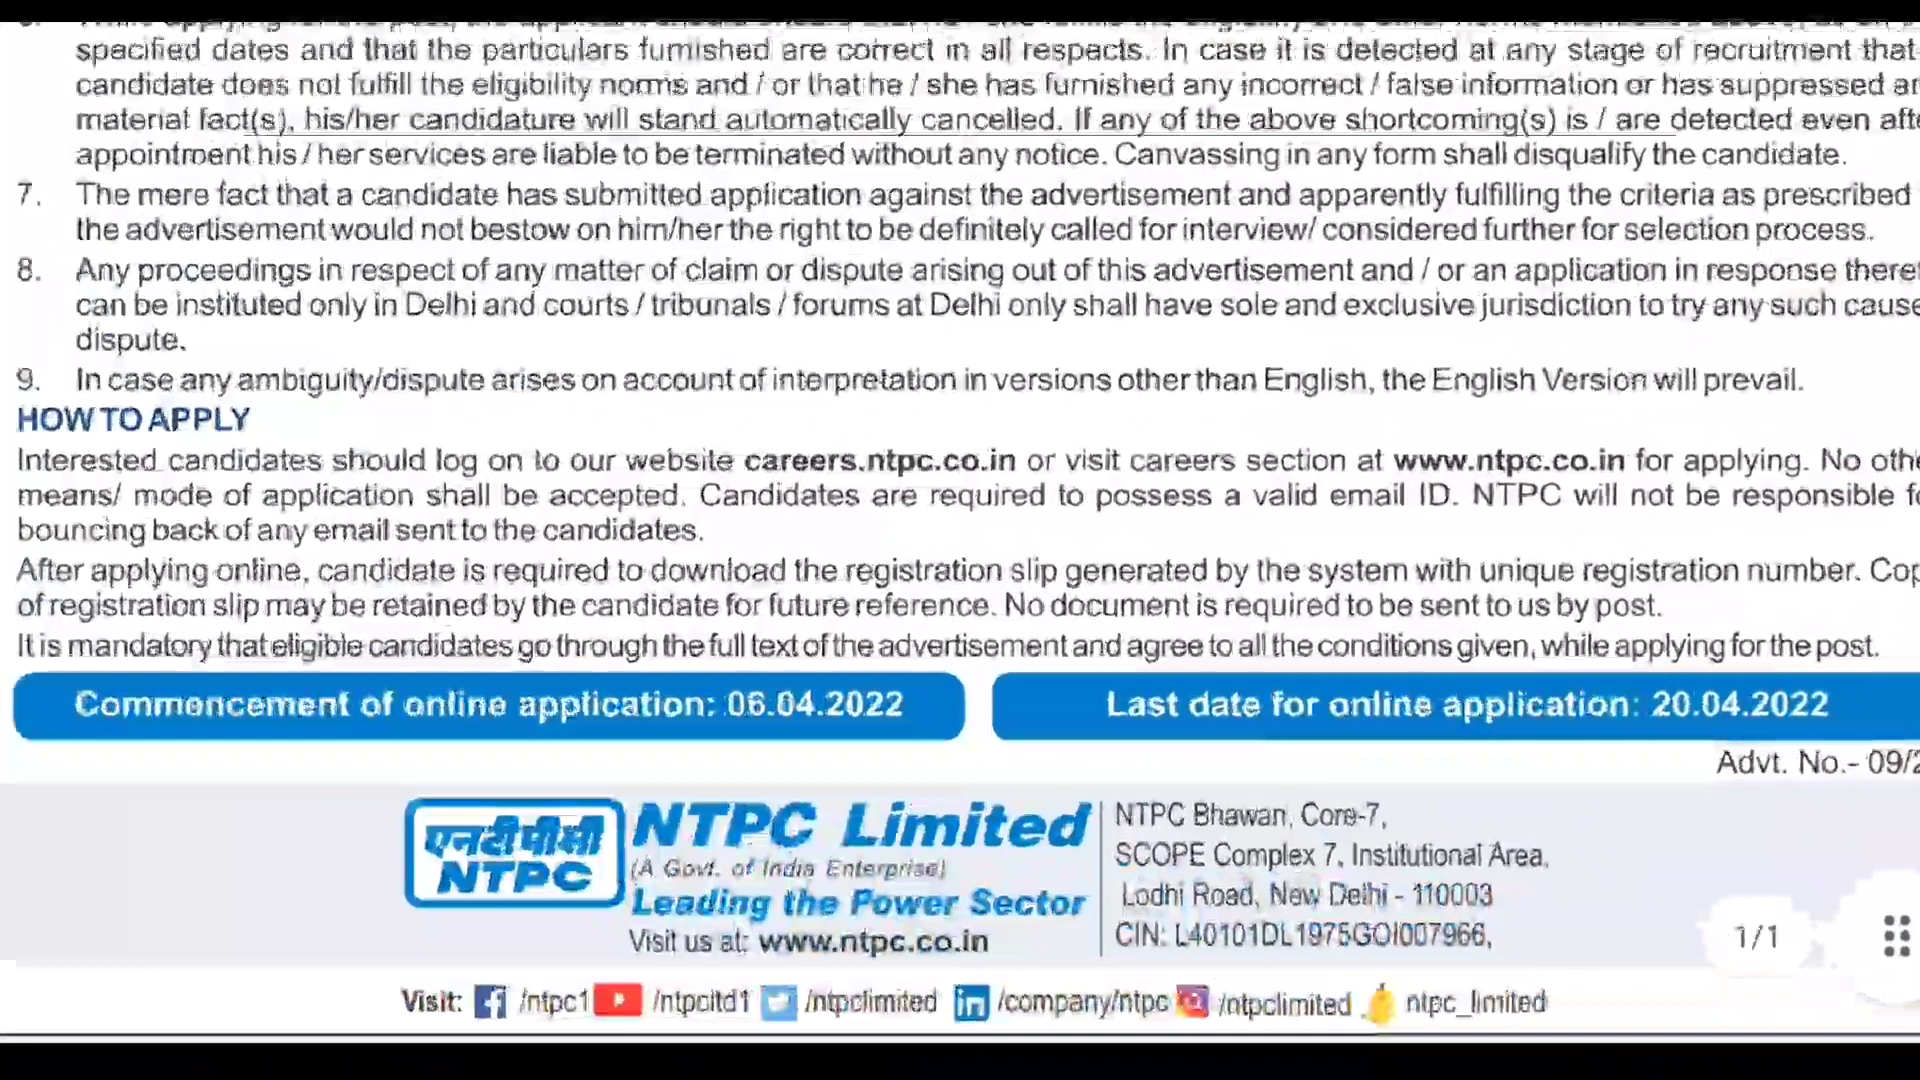 specified dates and that the particulars furnished are correct in all respects. In case it is detected at any stage of recruitment that
candidate does not fulfill the eligibility norms and / or that he / she has furnished any incorrect / false information or has suppressed
material fact(s), his/her candidature will stand automatically cancelled. If any of the above shortcoming(s) is / are detected even
appointment his / her services are liable to be terminated without any notice. Canvassing in any form shall disqualify the candidate.
7. The mere fact that a candidate has submitted application against the advertisement and apparently fulfilling the criteria as prescribed
the advertisement would not bestow on him/her the right to be definitely called for interview/ considered further for selection process.
8. Any proceedings in respect of any matter of claim or dispute arising out of this advertisement and / or an application in response
can be instituted only in Delhi and courts / tribunals / forums at Delhi only shall have sole and exclusive jurisdiction to try any such cause
dispute.
9. In case any ambiguity/dispute arises on account of interpretation in versions other than English, the English Version will prevail.
HOW TO APPLY
Interested candidates should log on to our website careers.ntpc.co.in or visit careers section at www.ntpc.co.in for applying. No
means/ mode of application shall be accepted. Candidates are required to possess a valid email ID. NTPC will not be responsible
bouncing back of any email sent to the candidates.
After applying online, candidate is required to download the registration slip generated by the system with unique registration number.
of registration slip may be retained by the candidate for future reference. No document is required to be sent to us by post.
It is mandatory that eligible candidates go through the full text of the advertisement and agree to all the conditions given, while applying for the post.
Commencement of online application: 06.04.2022
Last date for online application: 20.04.2022
Advt. No.- 09/2
एनटीपीसी
NTPC
NTPC Limited
(A Govt. of India Enterprise)
Leading the Power Sector
Visit us at: www.ntpc.co.in
NTPC Bhawan, Core-7,
SCOPE Complex 7, Institutional Area,
Lodhi Road, New Delhi - 110003
CIN: L40101DL1975GOI007966,
1/1
Visit: /ntpc1 /ntpcltd1 /ntpclimited /company/ntpc /ntpclimited ntpc_limited